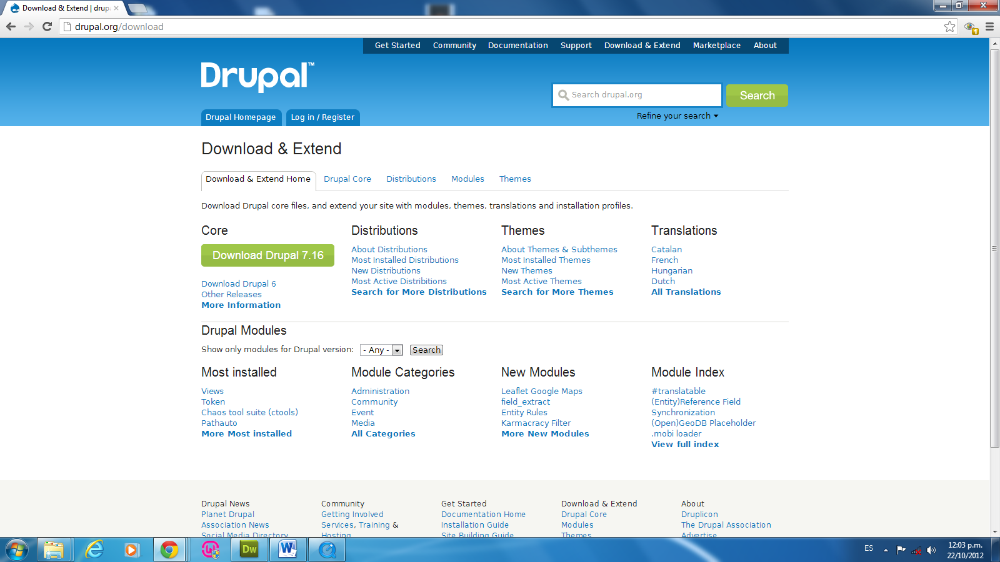 Download & Extend | drup
drupal.org/download
Get Started Community Documentation Support Download & Extend Marketplace About
Drupal™
Search drupal.org Search
Refine your search
Drupal Homepage Log in / Register
Download & Extend
Download & Extend Home Drupal Core Distributions Modules Themes
Download Drupal core files, and extend your site with modules, themes, translations and installation profiles.
Core
Download Drupal 7.16
Download Drupal 6
Other Releases
More Information
Distributions
About Distributions
Most Installed Distributions
New Distributions
Most Active Distribitions
Search for More Distributions
Themes
About Themes & Subthemes
Most Installed Themes
New Themes
Most Active Themes
Search for More Themes
Translations
Catalan
French
Hungarian
Dutch
All Translations
Drupal Modules
Show only modules for Drupal version: - Any - Search
Most installed
Views
Token
Chaos tool suite (ctools)
Pathauto
More Most installed
Module Categories
Administration
Community
Event
Media
All Categories
New Modules
Leaflet Google Maps
field_extract
Entity Rules
Karmacracy Filter
More New Modules
Module Index
#translatable
(Entity)Reference Field
Synchronization
(Open)GeoDB Placeholder
.mobi loader
View full index
Drupal News
Planet Drupal
Association News
Social Media Directory
Community
Getting Involved
Services, Training &
Hosting
Get Started
Documentation Home
Installation Guide
Site Building Guide
Download & Extend
Drupal Core
Modules
Themes
About
Druplicon
The Drupal Association
Advertise
Dw
W
ES
12:03 p.m.
22/10/2012